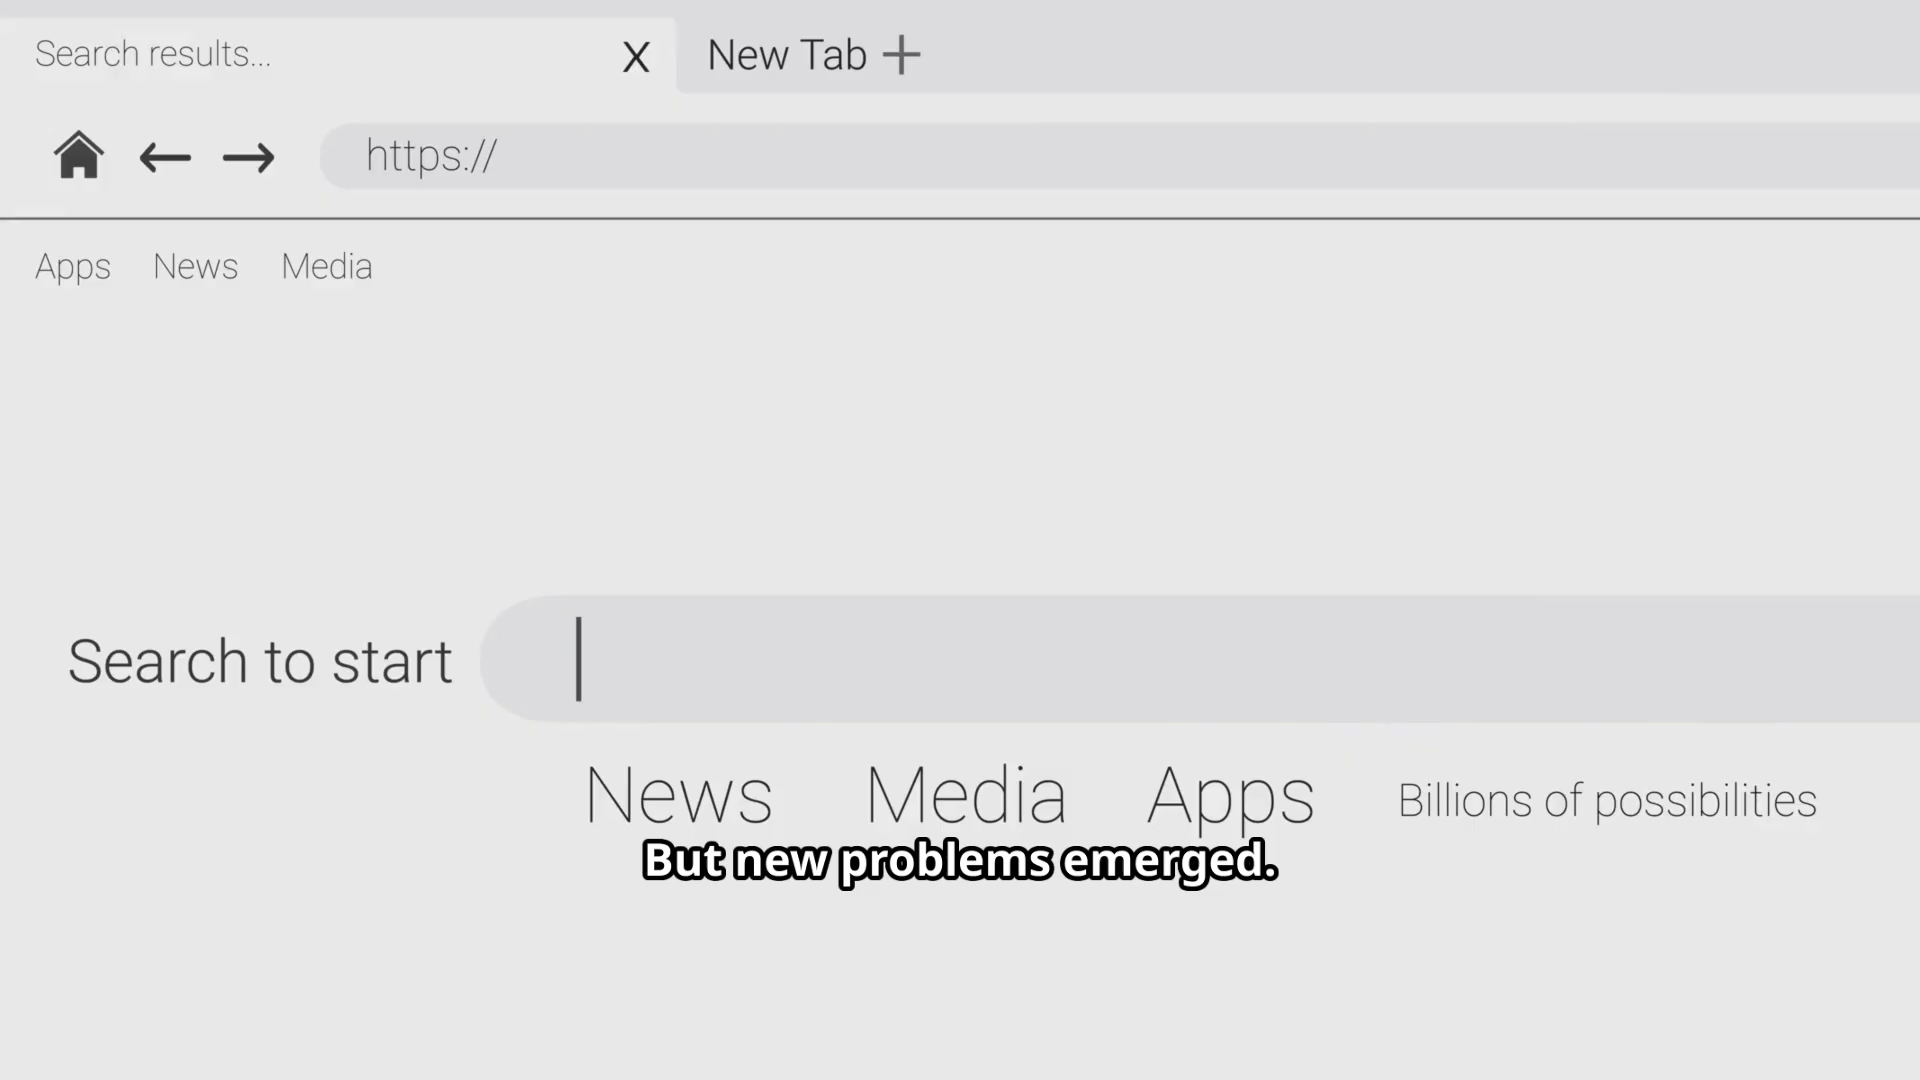 Search results... X New Tab +
https://
Apps News Media
Search to start
News Media Apps Billions of possibilities
But new problems emerged.